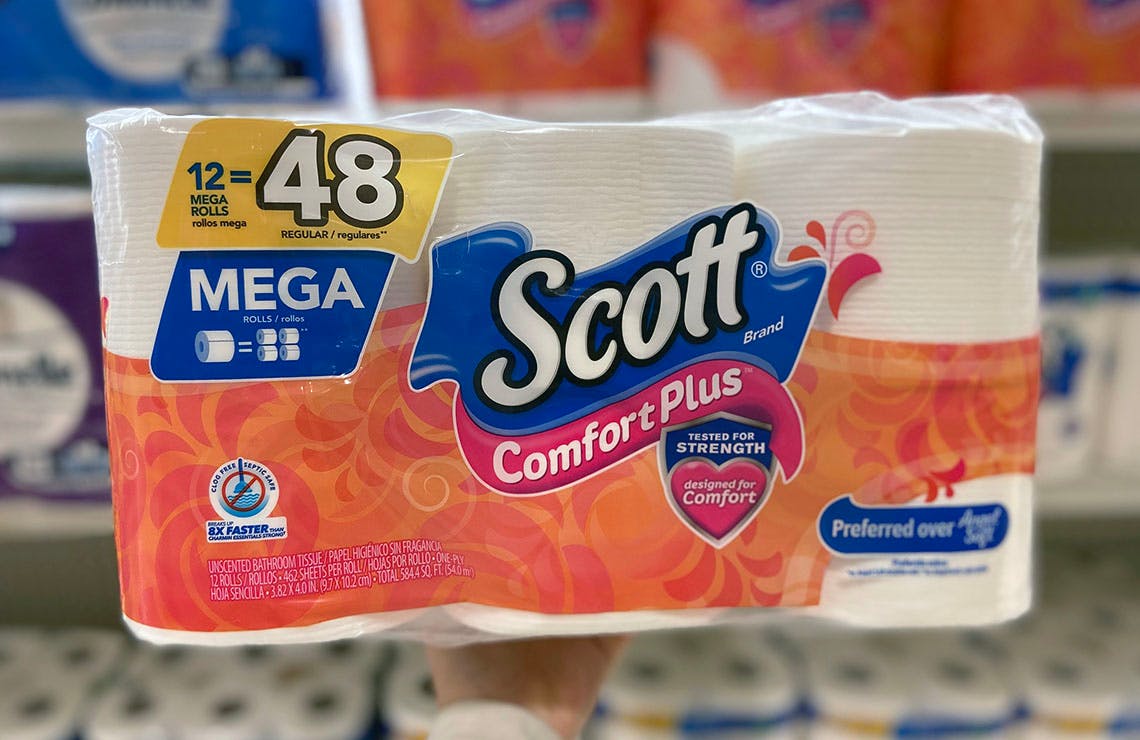 12=48
MEGA
ROLLS
rollos mega
REGULAR / regulares**
MEGA
ROLLS / rollos
= **
Scott®
Brand
Comfort Plus™
TESTED FOR
STRENGTH
designed for
Comfort
CLOG FREE SEPTIC SAFE
BREAKS UP
8X FASTER THAN
CHARMIN ESSENTIALS STRONG
UNSCENTED BATHROOM TISSUE / PAPEL HIGIÉNICO SIN FRAGANCIA
12 ROLLS / ROLLOS • 462 SHEETS PER ROLL / HOJAS POR ROLLO • ONE-PLY
HOJA SENCILLA • 3.82 X 4.0 IN. (9.7 X 10.2 cm) • TOTAL 584.4 SQ. FT. (54.0 m²)
Preferred over Angel
Soft